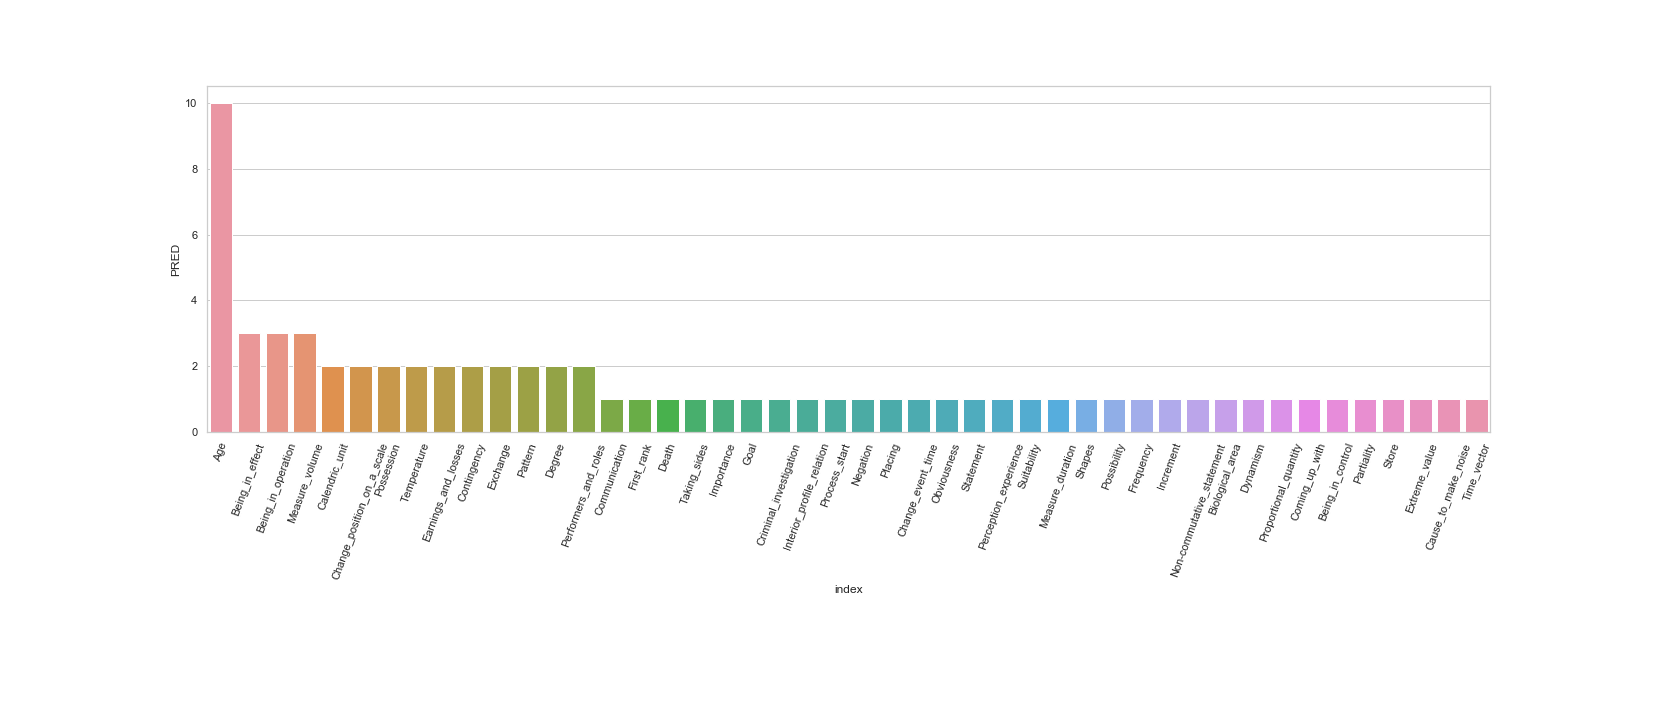 10
8
6
4
2
0
PRED
Age
Being_in_effect
Being_in_operation
Measure_volume
Calendric_unit
Change_position_on_a_scale
Possession
Temperature
Earnings_and_losses
Contingency
Exchange
Pattern
Degree
Performers_and_roles
Communication
First_rank
Death
Taking_sides
Importance
Goal
Criminal_investigation
Interior_profile_relation
Process_start
Negation
Placing
Change_event_time
Obviousness
Statement
Perception_experience
Suitability
Measure_duration
Shapes
Possibility
Frequency
Increment
Non-commutative_statement
Biological_area
Dynamism
Proportional_quantity
Coming_up_with
Being_in_control
Partiality
Store
Extreme_value
Cause_to_make_noise
Time_vector
index